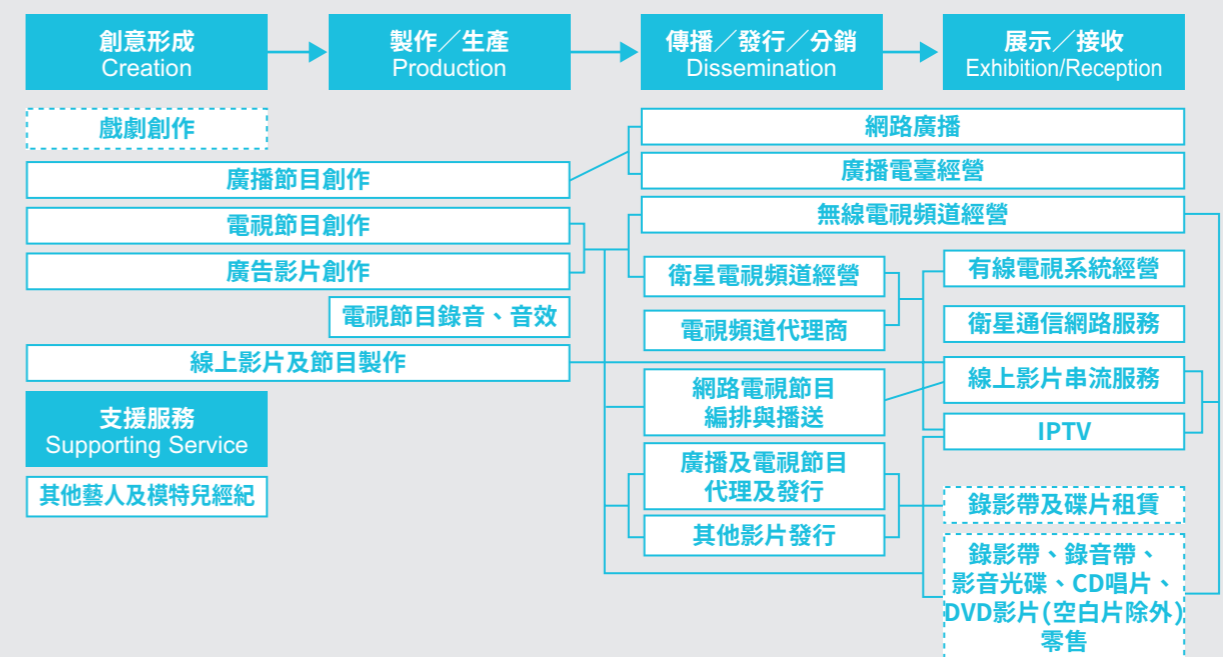 創意形成
Creation
製作／生產
Production
傳播／發行／分銷
Dissemination
展示／接收
Exhibition/Reception
戲劇創作
廣播節目創作
電視節目創作
廣告影片創作
電視節目錄音、音效
線上影片及節目製作
支援服務
Supporting Service
其他藝人及模特兒經紀
網路廣播
廣播電臺經營
無線電視頻道經營
衛星電視頻道經營
電視頻道代理商
網路電視節目
編排與播送
廣播及電視節目
代理及發行
其他影片發行
有線電視系統經營
衛星通信網路服務
線上影片串流服務
IPTV
錄影帶及碟片租賃
錄影帶、錄音帶、
影音光碟、CD唱片、
DVD影片(空白片除外)
零售